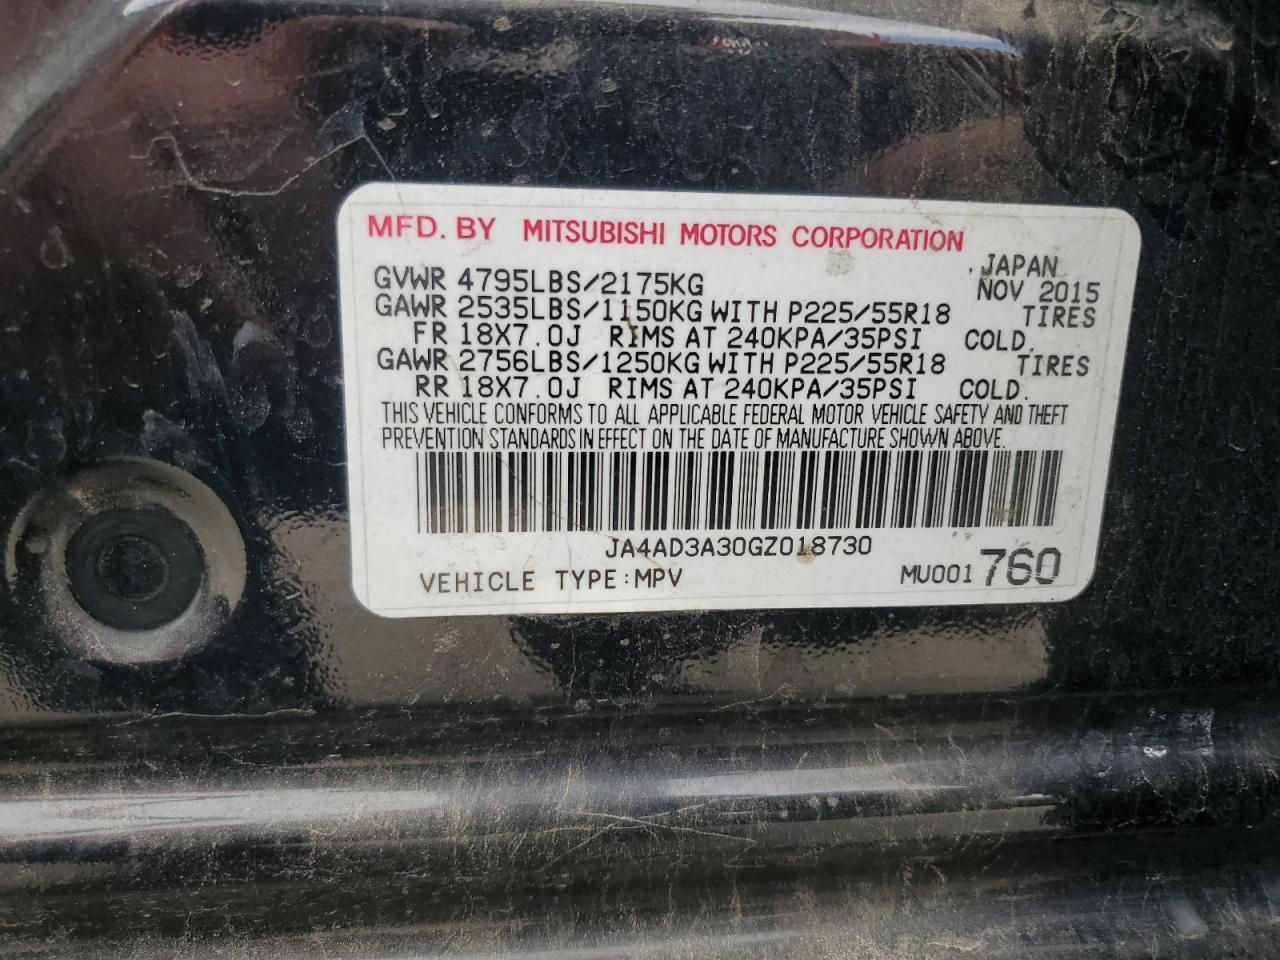 MFD. BY MITSUBISHI MOTORS CORPORATION
JAPAN
GVWR 4795LBS/2175KG NOV 2015
GAWR 2535LBS/1150KG WITH P225/55R18 TIRES
FR 18X7.0J RIMS AT 240KPA/35PSI COLD.
GAWR 2756LBS/1250KG WITH P225/55R18 TIRES
RR 18X7.0J RIMS AT 240KPA/35PSI COLD.
THIS VEHICLE CONFORMS TO ALL APPLICABLE FEDERAL MOTOR VEHICLE SAFETY AND THEFT
PREVENTION STANDARDS IN EFFECT ON THE DATE OF MANUFACTURE SHOWN ABOVE.
JA4AD3A30GZ018730
VEHICLE TYPE:MPV MU001760